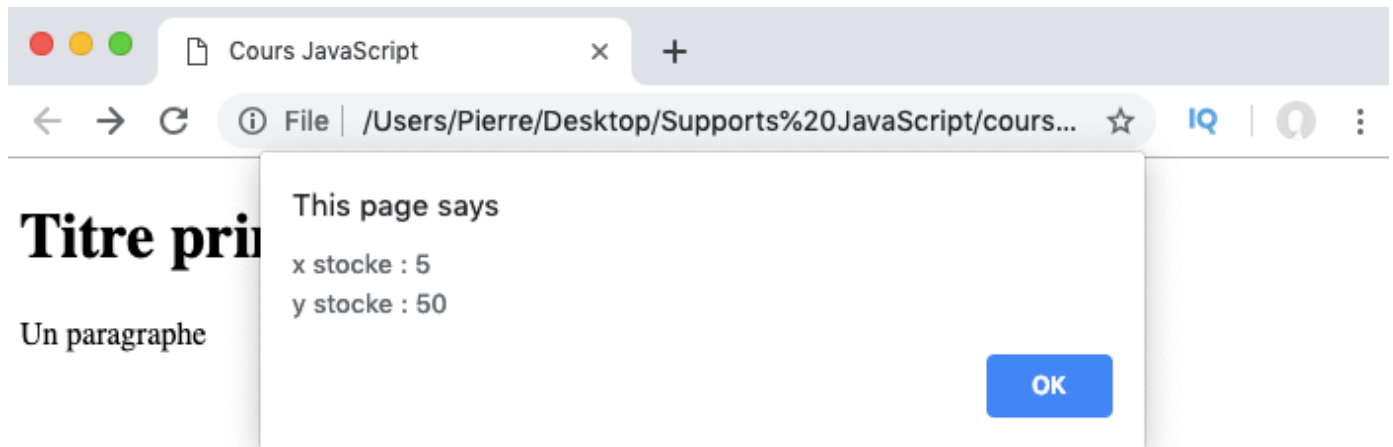 Cours JavaScript
File /Users/Pierre/Desktop/Supports%20JavaScript/cours... IQ
This page says
Titre
x stocke : 5
y stocke : 50
Un paragraphe
OK